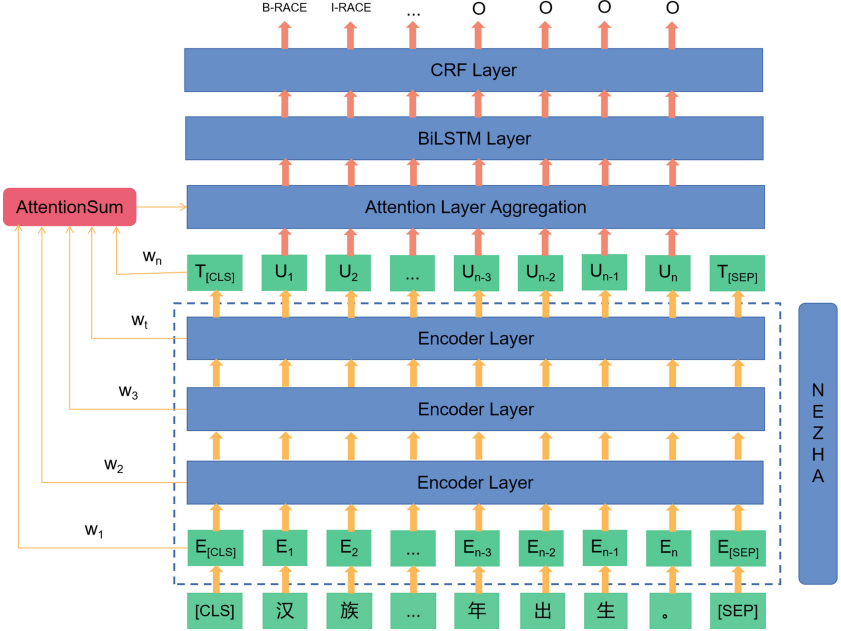 B-RACE I-RACE ... O O O O
CRF Layer
BiLSTM Layer
AttentionSum
Attention Layer Aggregation
wₙ
T[CLS] U₁ U₂ ... Uₙ₋₃ Uₙ₋₂ Uₙ₋₁ Uₙ T[SEP]
wₜ
Encoder Layer
w₃
Encoder Layer
w₂
Encoder Layer
NEZHA
w₁
E[CLS] E₁ E₂ ... Eₙ₋₃ Eₙ₋₂ Eₙ₋₁ Eₙ E[SEP]
[CLS] 汉 族 ... 年 出 生 。 [SEP]